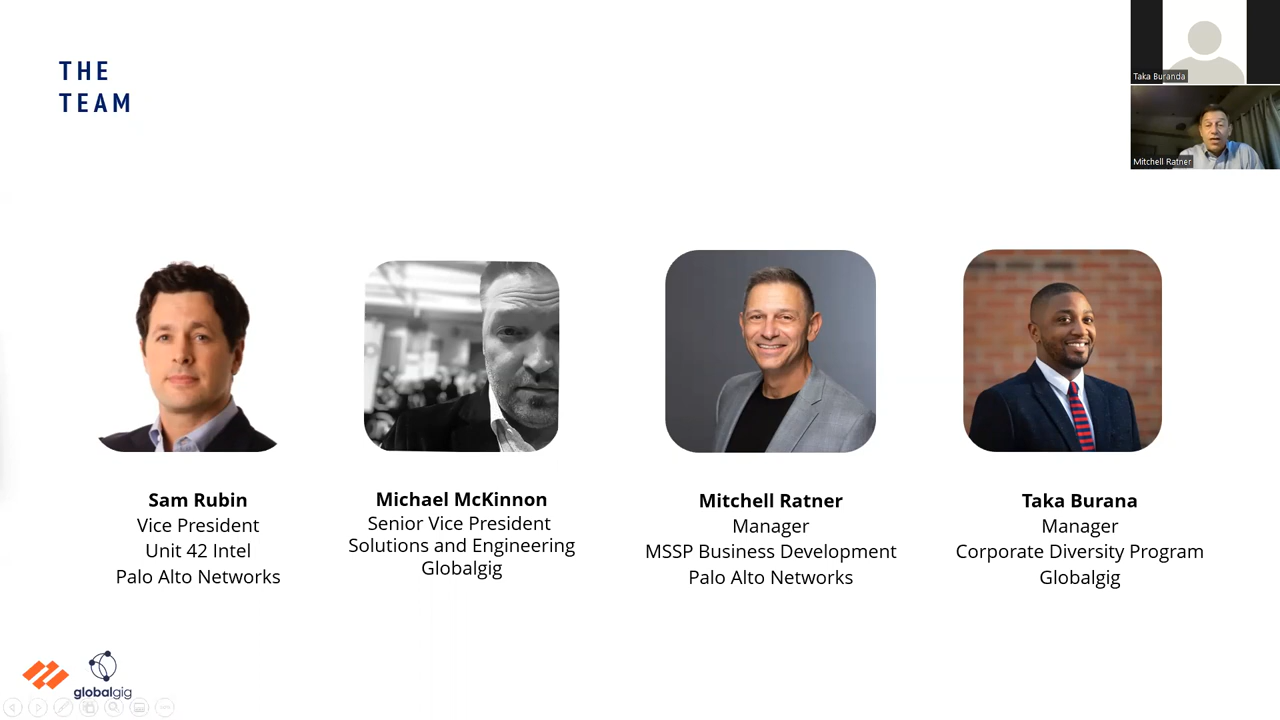 THE
TEAM
Taka Buranda
Mitchell Ratner
Sam Rubin
Vice President
Unit 42 Intel
Palo Alto Networks
Michael McKinnon
Senior Vice President
Solutions and Engineering
Globalgig
Mitchell Ratner
Manager
MSSP Business Development
Palo Alto Networks
Taka Burana
Manager
Corporate Diversity Program
Globalgig
globalgig